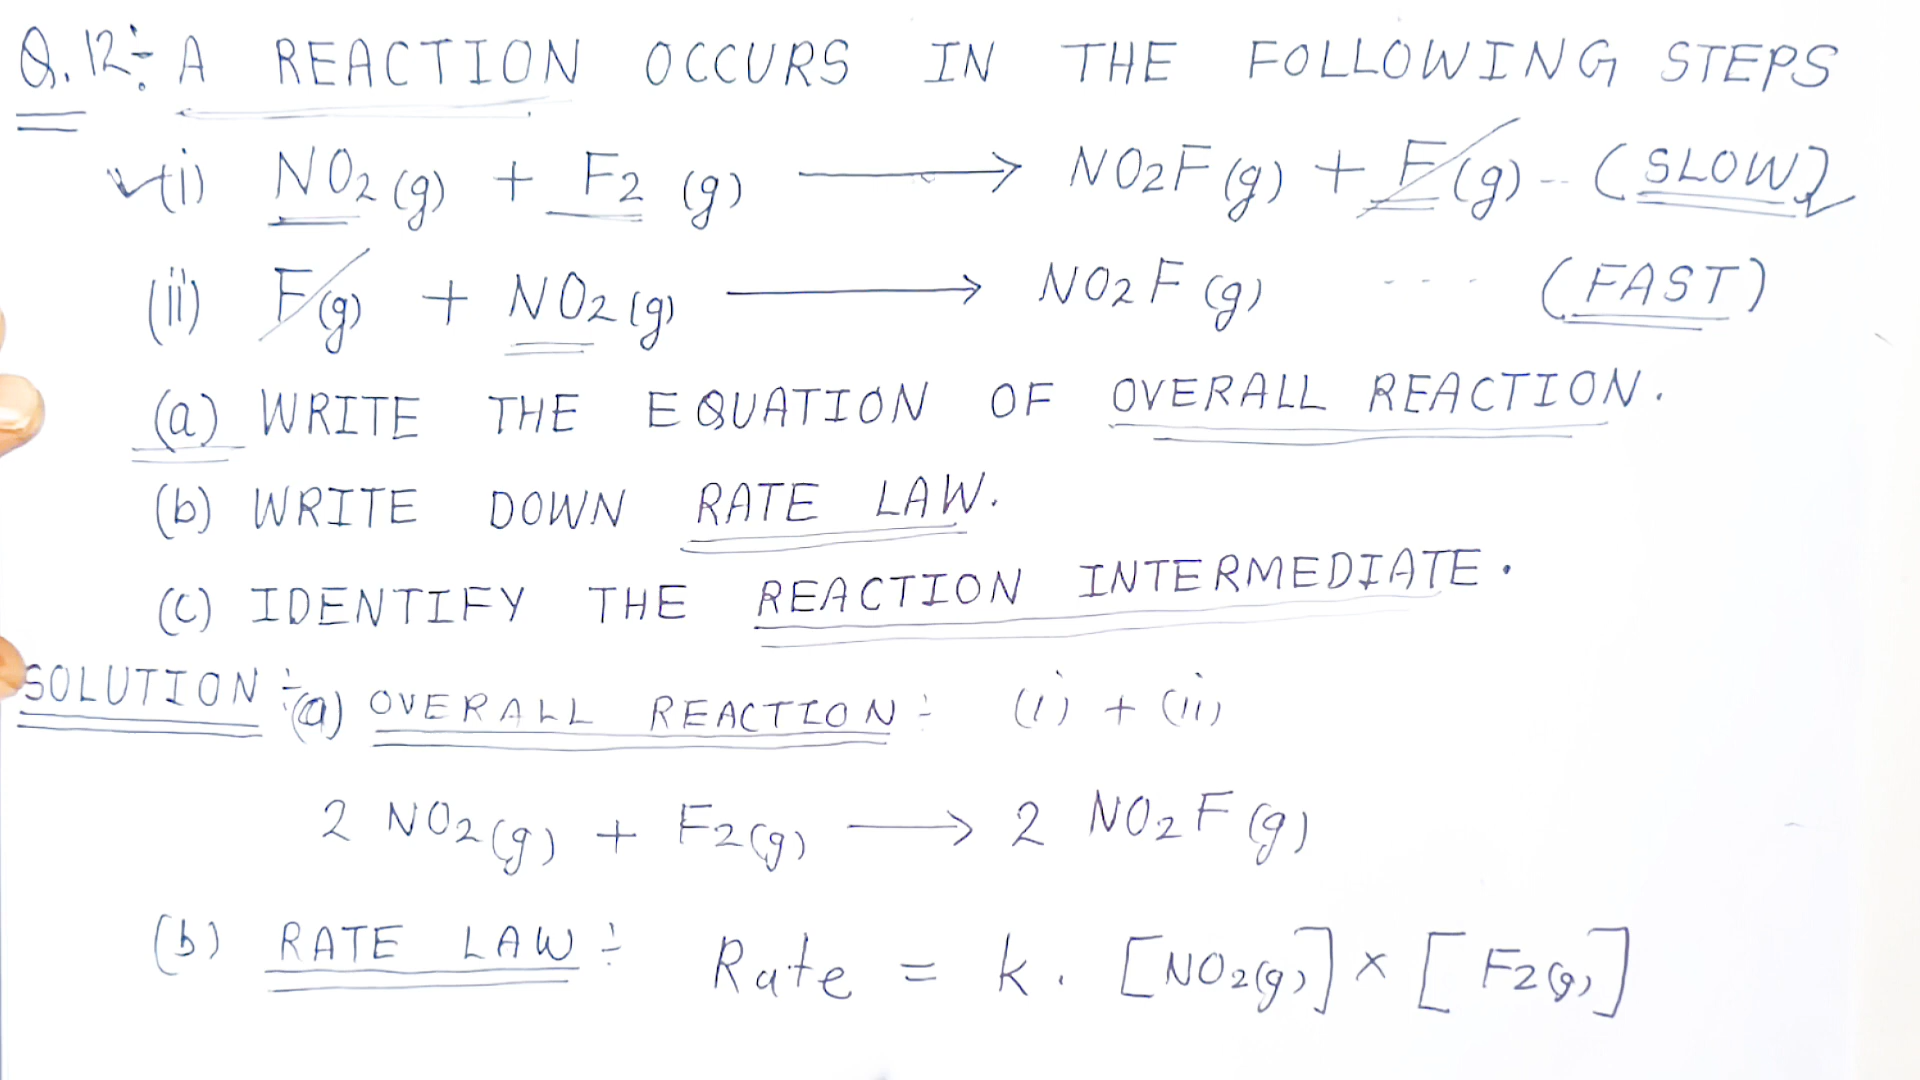 Q.12÷ A REACTION OCCURS IN THE FOLLOWING STEPS
(i) NO2(g) + F2 (g) ⟶ NO2F(g) + F(g) -- (SLOW)
(ii) F(g) + NO2(g) ⟶ NO2F(g) --- (FAST)
(a) WRITE THE EQUATION OF OVERALL REACTION.
(b) WRITE DOWN RATE LAW.
(C) IDENTIFY THE REACTION INTERMEDIATE.
SOLUTION ÷(a) OVERALL REACTION ÷ (i) + (ii)
2 NO2(g) + F2(g) ⟶ 2 NO2F(g)
(b) RATE LAW ÷ Rate = k. [NO2(g)] × [F2(g)]